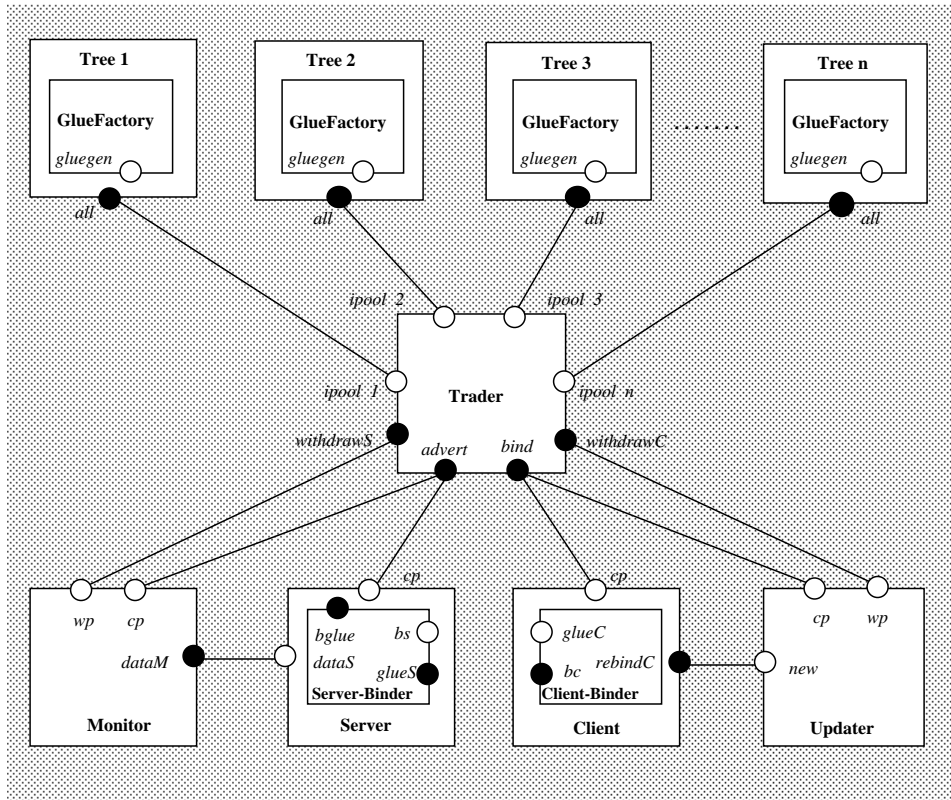 Tree 1
Tree 2
Tree 3
Tree n
GlueFactory
GlueFactory
GlueFactory
.......
GlueFactory
gluegen
gluegen
gluegen
gluegen
all
all
all
all
ipool 2
ipool 3
ipool 1
Trader
ipool n
withdrawS
advert
bind
withdrawC
cp
cp
wp
cp
cp
wp
bglue
bs
glueC
dataM
dataS
glueS
bc
rebindC
new
Server-Binder
Client-Binder
Monitor
Server
Client
Updater